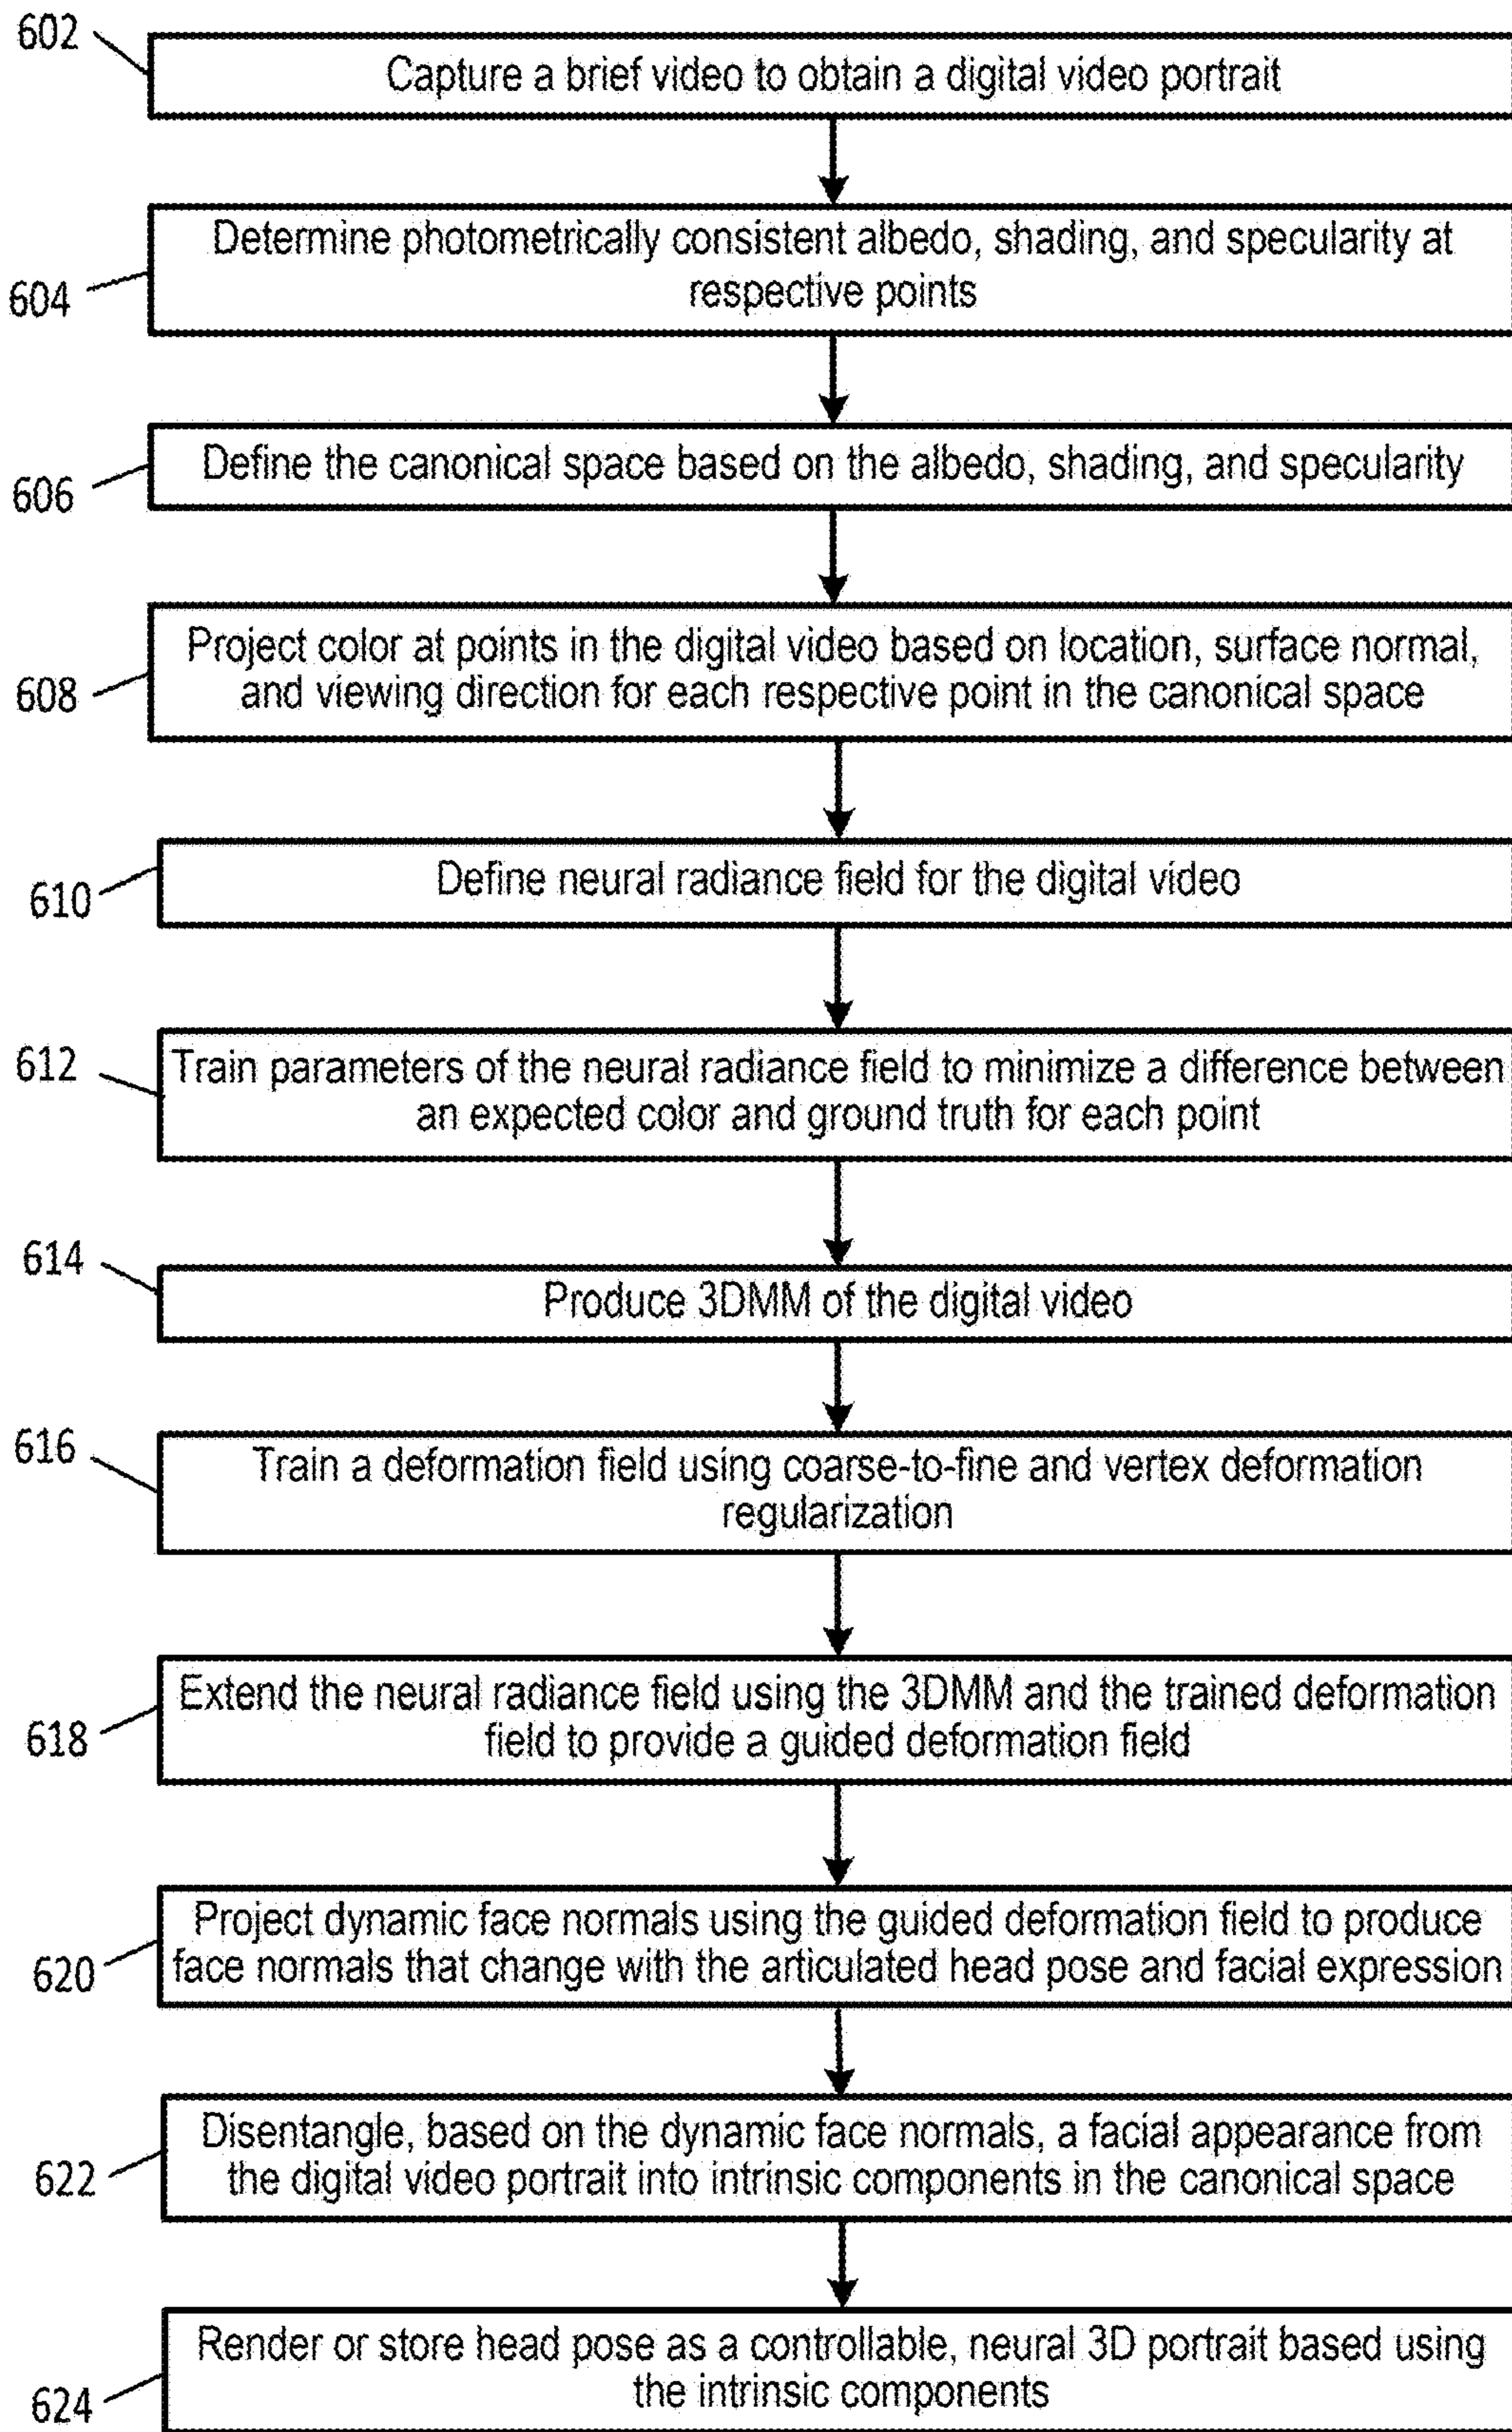 602
Capture a brief video to obtain a digital video portrait
604
Determine photometrically consistent albedo, shading, and specularity at
respective points
606
Define the canonical space based on the albedo, shading, and specularity
608
Project color at points in the digital video based on location, surface normal,
and viewing direction for each respective point in the canonical space
610
Define neural radiance field for the digital video
612
Train parameters of the neural radiance field to minimize a difference between
an expected color and ground truth for each point
614
Produce 3DMM of the digital video
616
Train a deformation field using coarse-to-fine and vertex deformation
regularization
618
Extend the neural radiance field using the 3DMM and the trained deformation
field to provide a guided deformation field
620
Project dynamic face normals using the guided deformation field to produce
face normals that change with the articulated head pose and facial expression
622
Disentangle, based on the dynamic face normals, a facial appearance from
the digital video portrait into intrinsic components in the canonical space
624
Render or store head pose as a controllable, neural 3D portrait based using
the intrinsic components